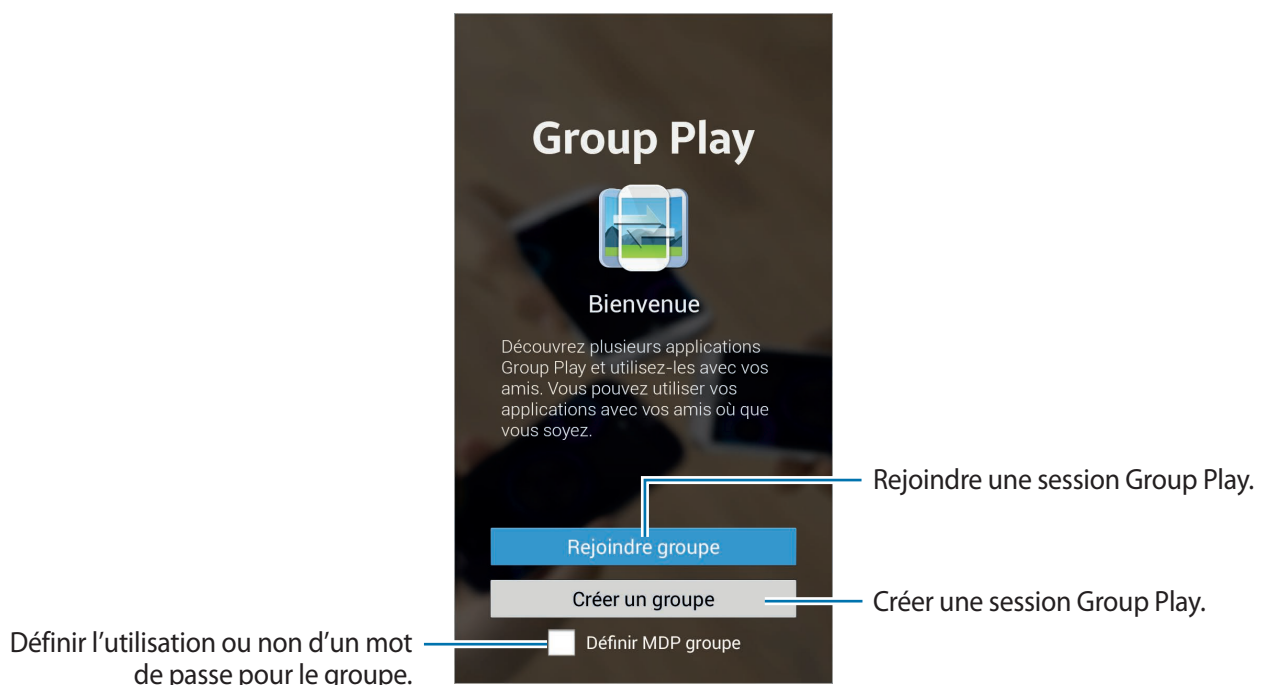 Group Play
Bienvenue
Découvrez plusieurs applications
Group Play et utilisez-les avec vos
amis. Vous pouvez utiliser vos
applications avec vos amis où que
vous soyez.
Rejoindre une session Group Play.
Rejoindre groupe
Créer un groupe
Créer une session Group Play.
Définir l'utilisation ou non d'un mot
de passe pour le groupe.
Définir MDP groupe